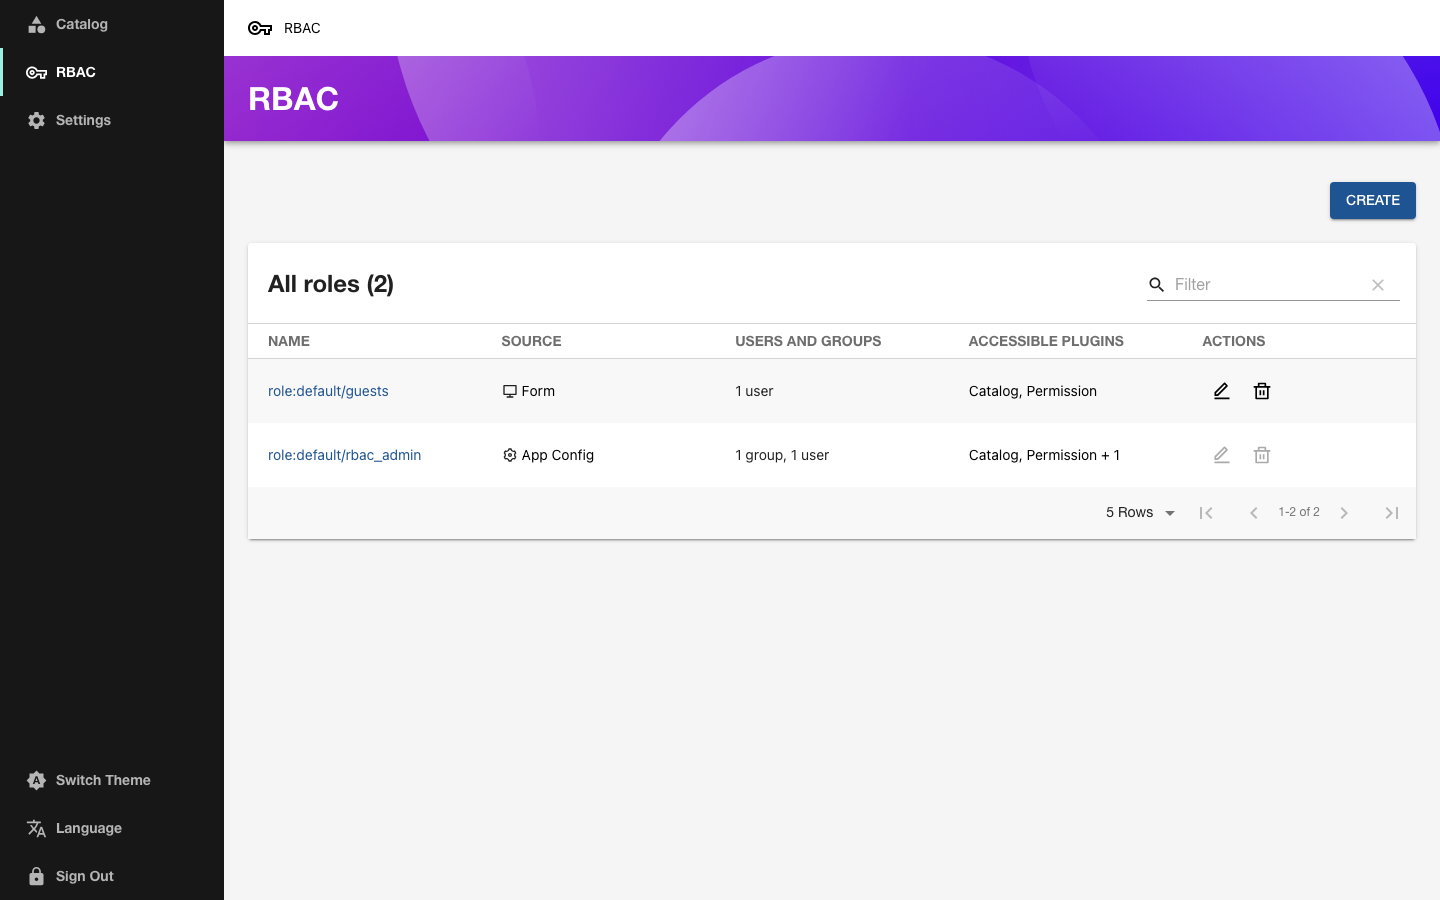 Catalog
RBAC
Settings
Switch Theme
Language
Sign Out
RBAC
RBAC
CREATE
All roles (2)
Filter
NAME SOURCE USERS AND GROUPS ACCESSIBLE PLUGINS ACTIONS
role:default/guests Form 1 user Catalog, Permission
role:default/rbac_admin App Config 1 group, 1 user Catalog, Permission + 1
5 Rows 1-2 of 2